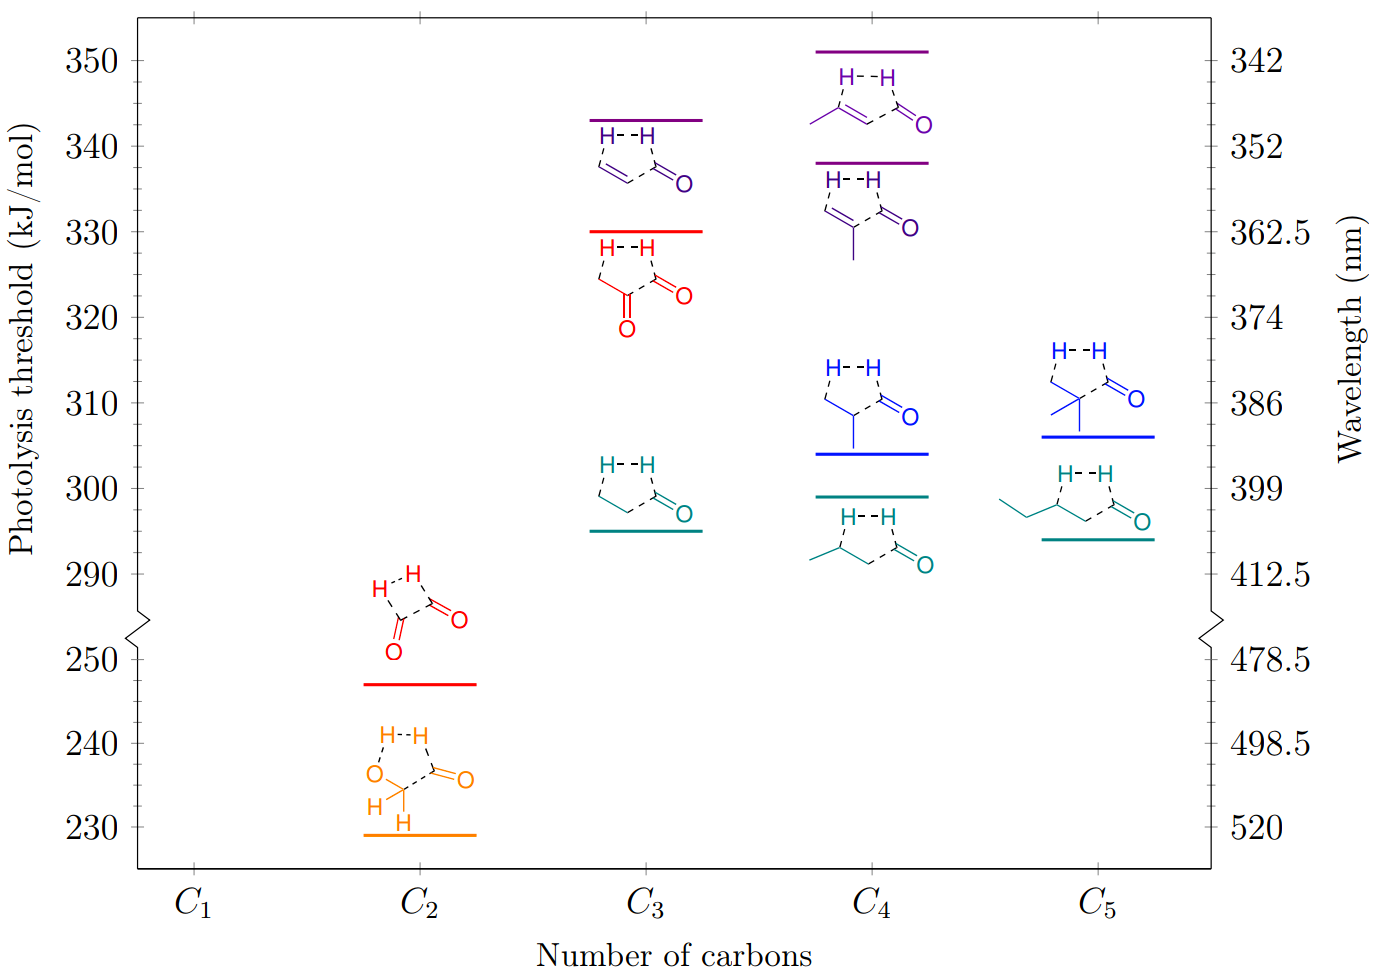 Photolysis threshold (kJ/mol)
350
340
330
320
310
300
290
250
240
230
342
352
362.5
374
386
399
412.5
478.5
498.5
520
Wavelength (nm)
H H
O
H H
O
H H
O
H H
O
H H
O
O
H H
O
H H
O
H H
O
H H
O
H H
O
H H
O
O
H H
O
O
H
H
C1
C2
C3
C4
C5
Number of carbons